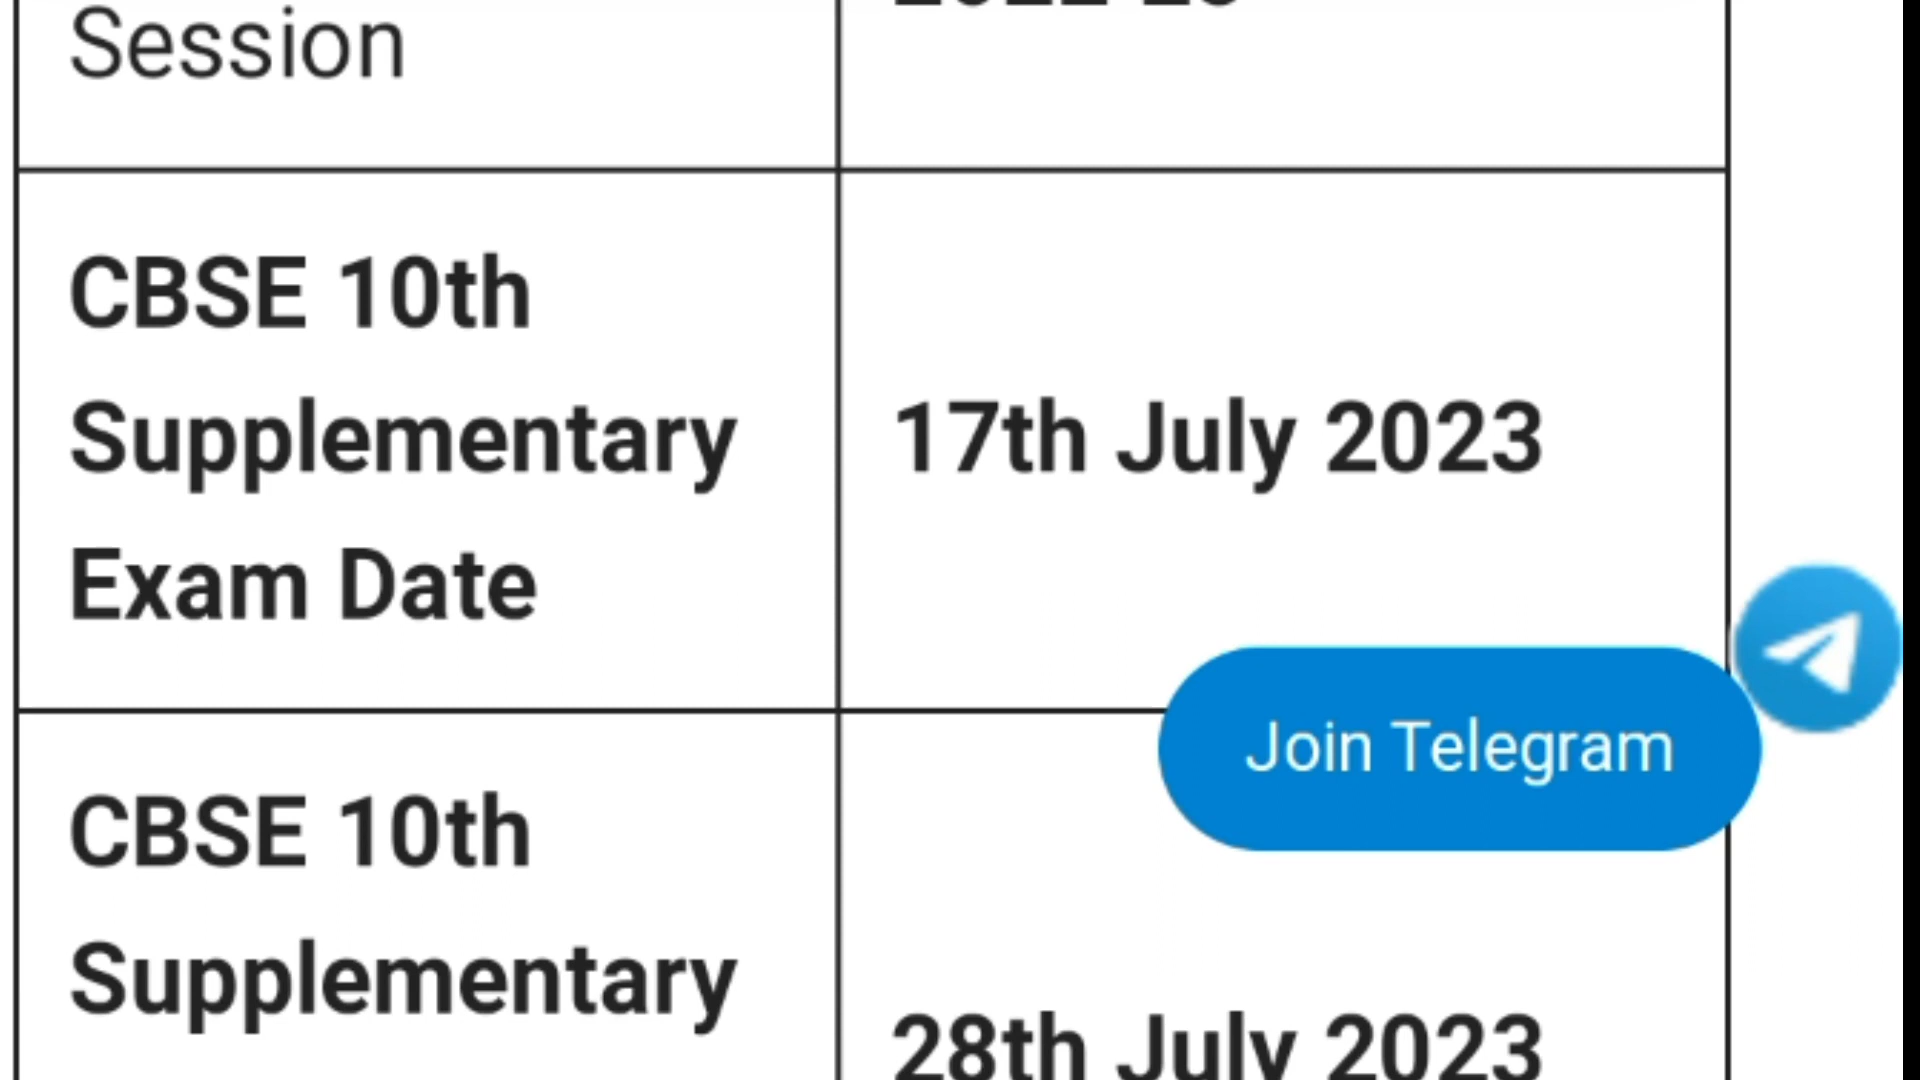 Session
CBSE 10th
Supplementary
Exam Date
17th July 2023
Join Telegram
CBSE 10th
Supplementary
28th July 2023